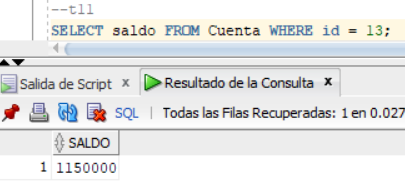 --t11
SELECT saldo FROM Cuenta WHERE id = 13;
Salida de Script x Resultado de la Consulta x
SQL | Todas las Filas Recuperadas: 1 en 0.027
SALDO
1 1150000